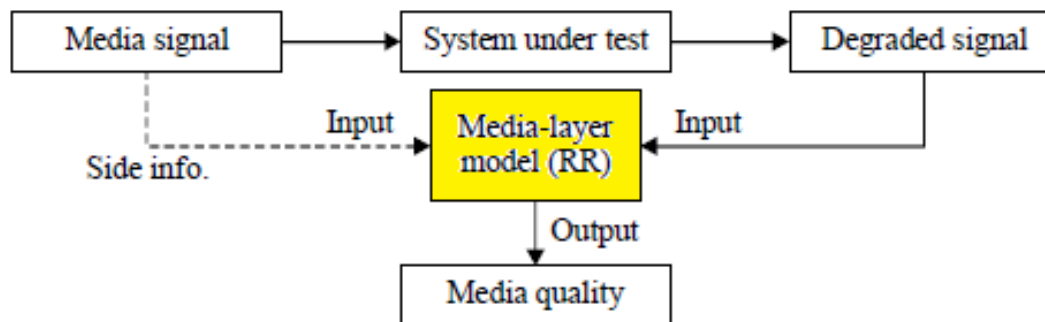 Media signal
System under test
Degraded signal
Input
Media-layer
model (RR)
Input
Side info.
Output
Media quality